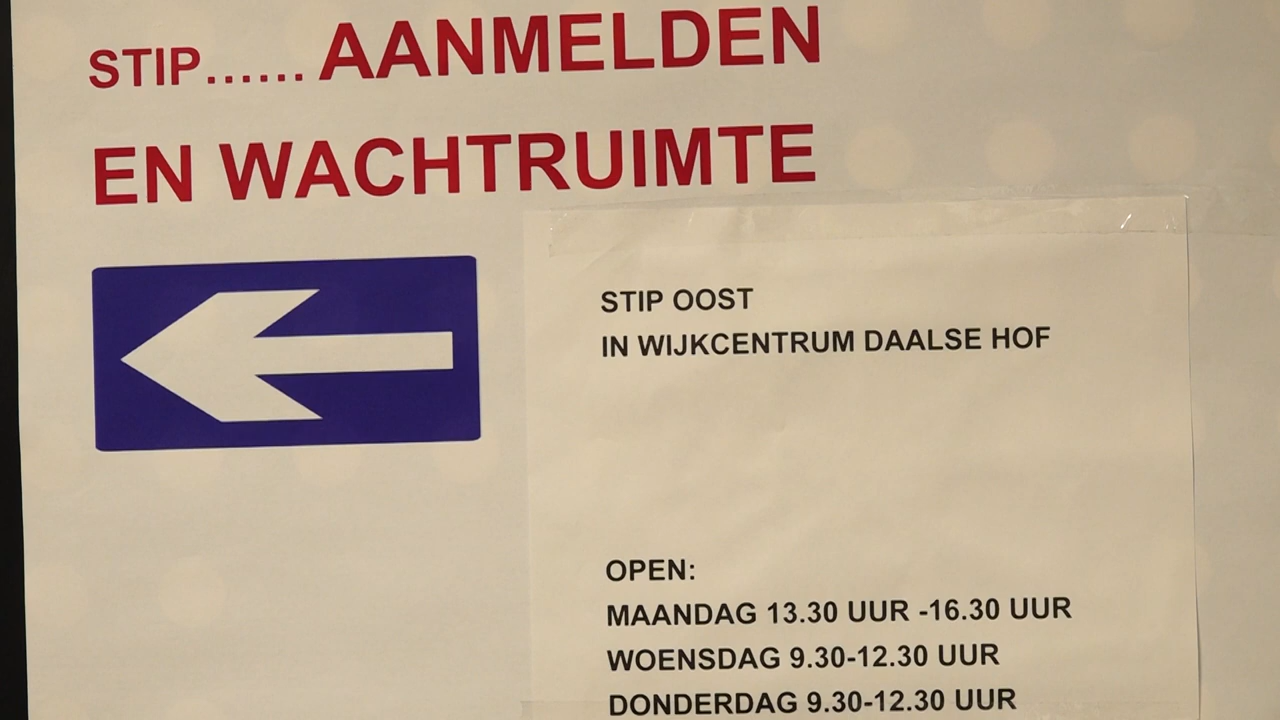 STIP...... AANMELDEN
EN WACHTRUIMTE
STIP OOST
IN WIJKCENTRUM DAALSE HOF
OPEN:
MAANDAG 13.30 UUR -16.30 UUR
WOENSDAG 9.30-12.30 UUR
DONDERDAG 9.30-12.30 UUR